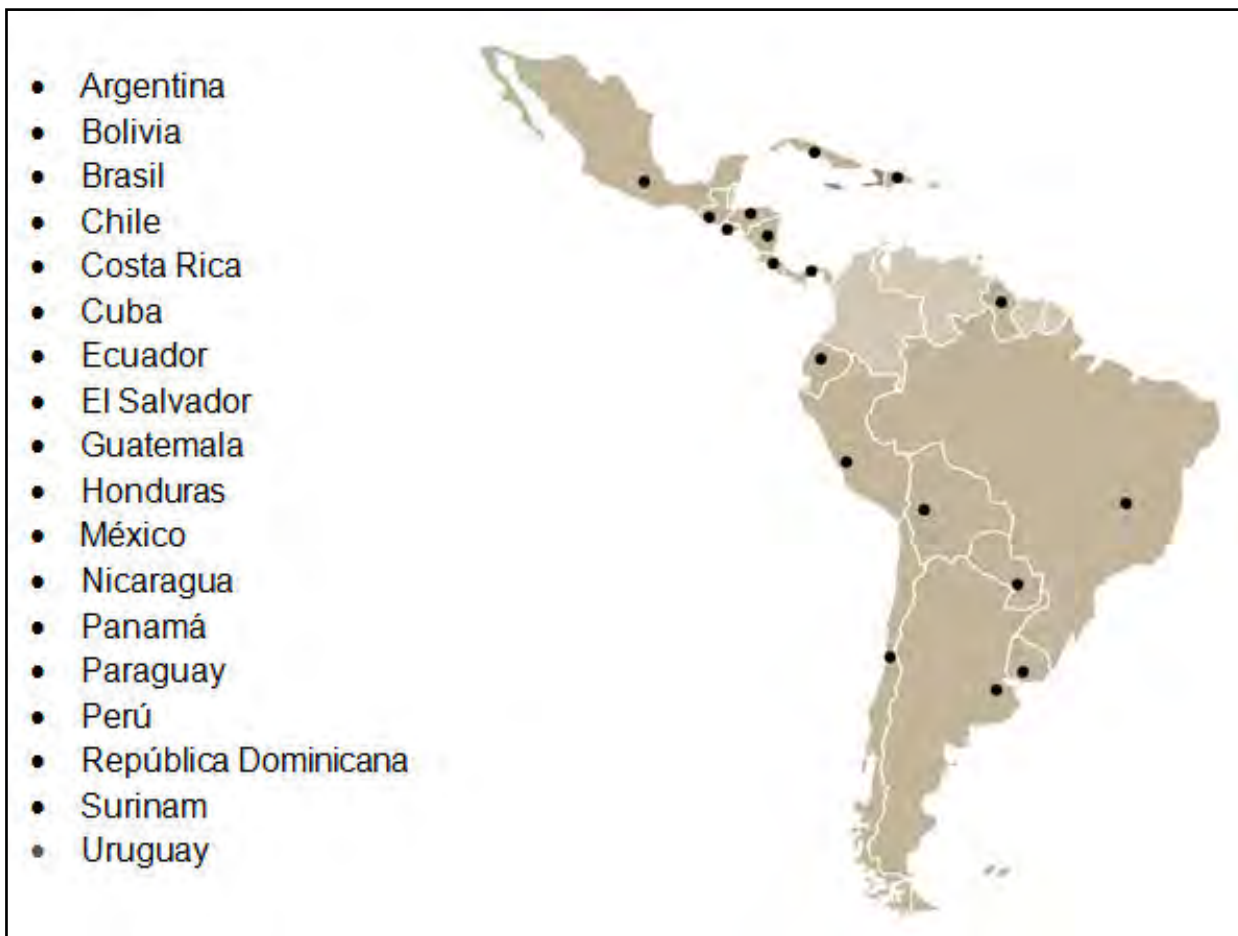 Argentina
Bolivia
Brasil
Chile
Costa Rica
Cuba
Ecuador
El Salvador
Guatemala
Honduras
México
Nicaragua
Panamá
Paraguay
Perú
República Dominicana
Surinam
Uruguay